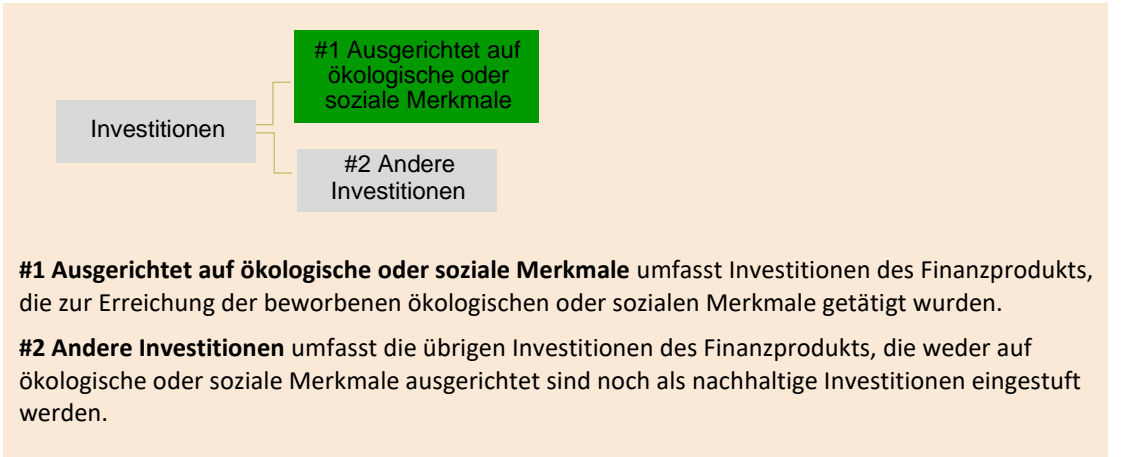 #1 Ausgerichtet auf
ökologische oder
soziale Merkmale
Investitionen
#2 Andere
Investitionen
#1 Ausgerichtet auf ökologische oder soziale Merkmale umfasst Investitionen des Finanzprodukts,
die zur Erreichung der beworbenen ökologischen oder sozialen Merkmale getätigt wurden.
#2 Andere Investitionen umfasst die übrigen Investitionen des Finanzprodukts, die weder auf
ökologische oder soziale Merkmale ausgerichtet sind noch als nachhaltige Investitionen eingestuft
werden.